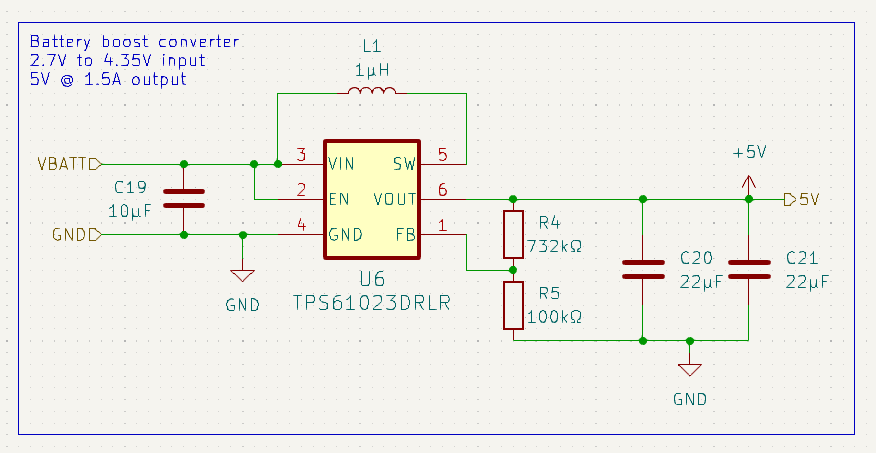 Battery boost converter
2.7V to 4.35V input
5V @ 1.5A output
L1
1µH
VBATT
3
VIN
SW
5
C19
10µF
2
EN
VOUT
6
GND
4
GND
FB
1
GND
U6
TPS61023DRLR
R4
732kΩ
R5
100kΩ
+5V
5V
C20
22µF
C21
22µF
GND